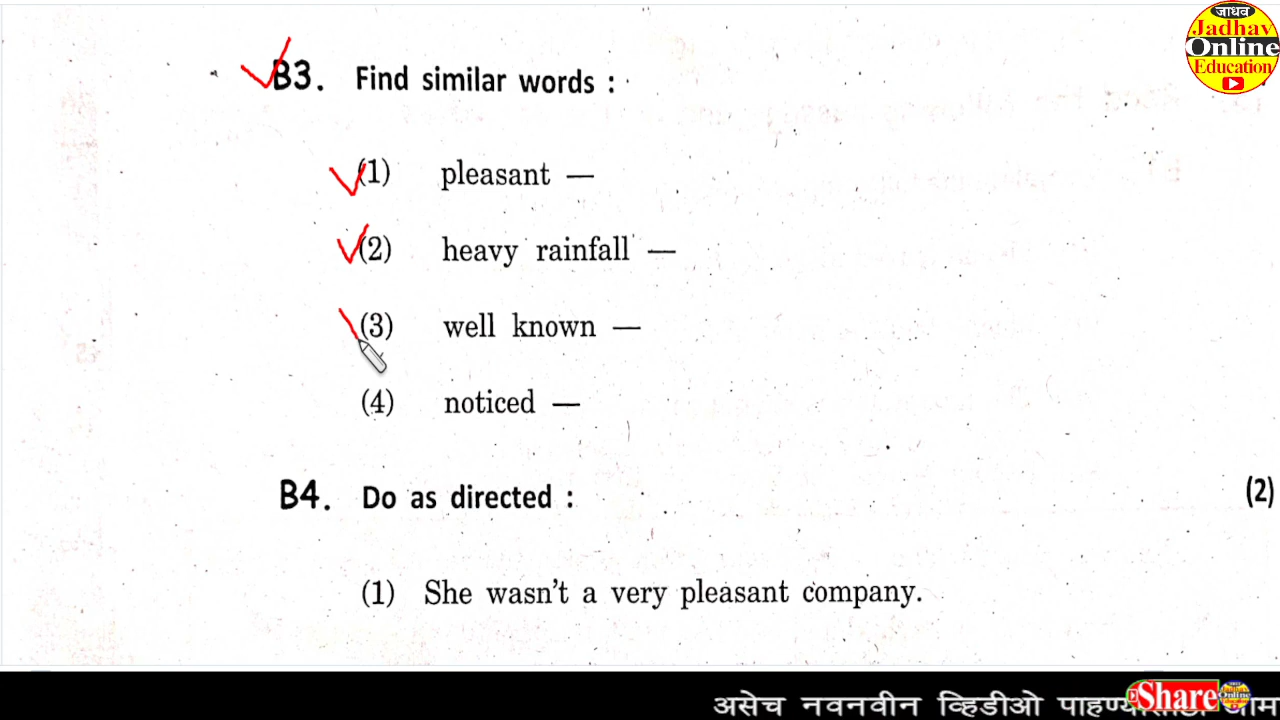 जाधव
Jadhav
Online
Education
B3. Find similar words :
(1) pleasant —
(2) heavy rainfall —
(3) well known —
(4) noticed —
B4. Do as directed : (2)
(1) She wasn't a very pleasant company.
असेच नवनवीन व्हिडीओ
Share